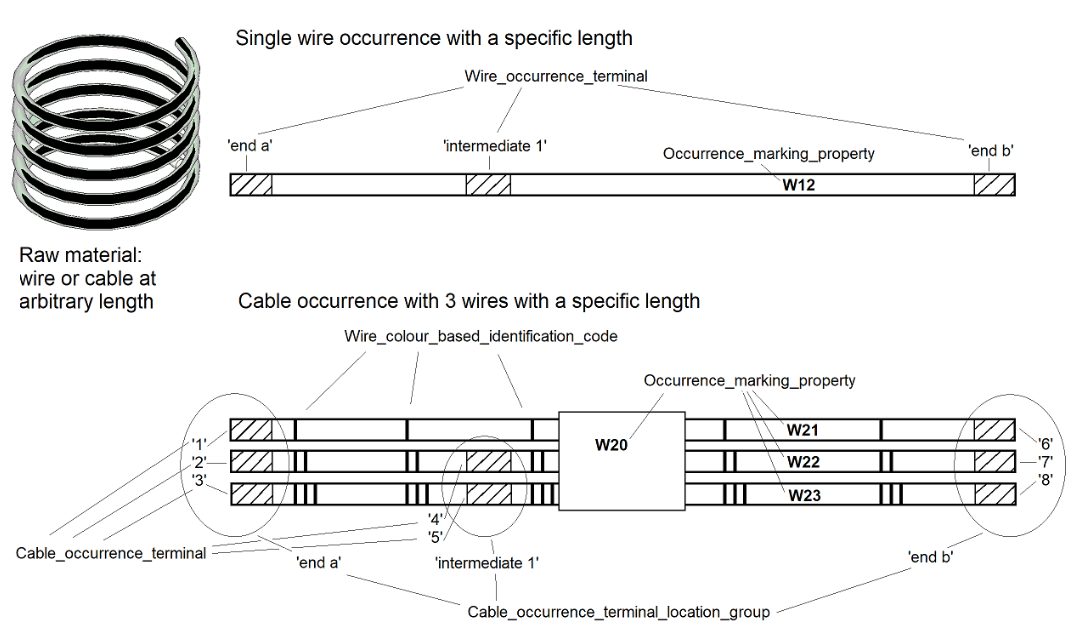 Single wire occurrence with a specific length
Wire_occurrence_terminal
'end a'
'intermediate 1'
'end b'
Occurrence_marking_property
W12
Raw material:
wire or cable at
arbitrary length
Cable occurrence with 3 wires with a specific length
Wire_colour_based_identification_code
Occurrence_marking_property
W20
W21
W22
W23
'1'
'2'
'3'
'6'
'7'
'8'
'4'
'5'
Cable_occurrence_terminal
'end a'
'intermediate 1'
'end b'
Cable_occurrence_terminal_location_group